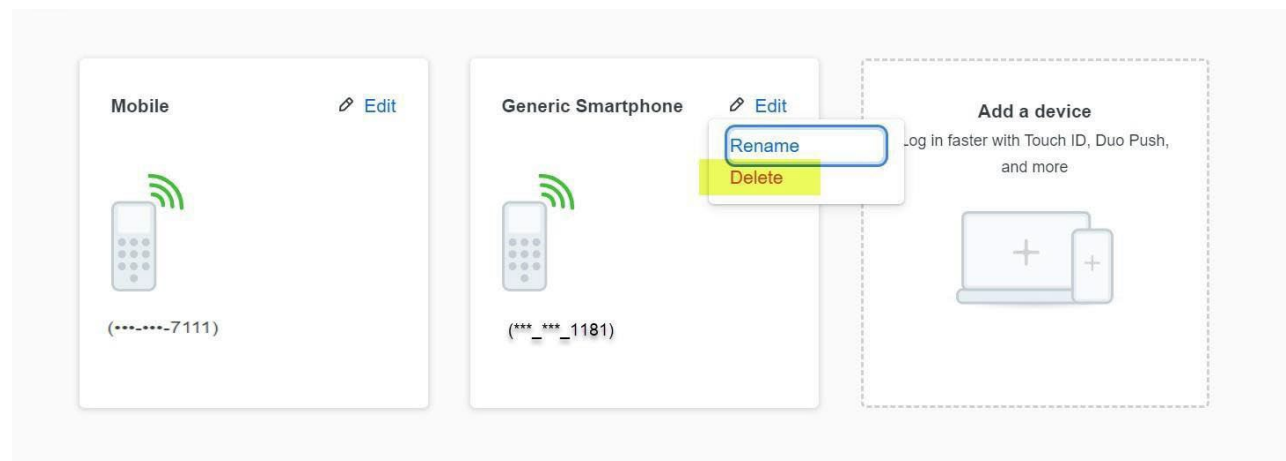 Mobile
Edit
(•••-•••-7111)
Generic Smartphone
Edit
Rename
Delete
(***_***_1181)
Add a device
og in faster with Touch ID, Duo Push,
and more